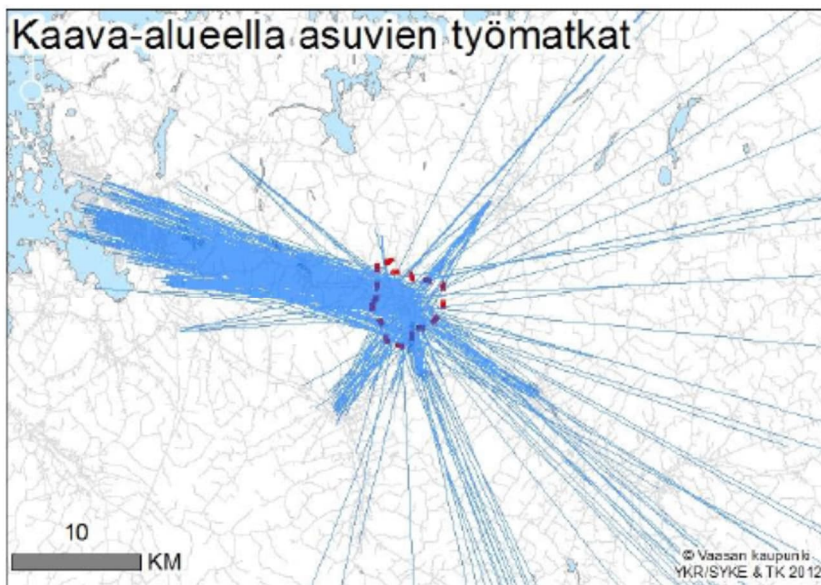 Kaava-alueella asuvien työmatkat
10
KM
© Vaasan kaupunki
YKR/SYKE & TK 2012